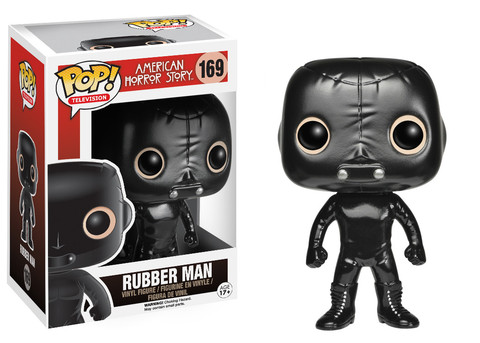 POP!
TELEVISION
AMERICAN
HORROR STORY
169
RUBBER MAN
VINYL FIGURE / FIGURINE EN VINYLE /
FIGURA DE VINIL
WARNING: Choking Hazard.
May contain small parts.
AGE
17+
POP!
TELEVISION
RUBBER MAN